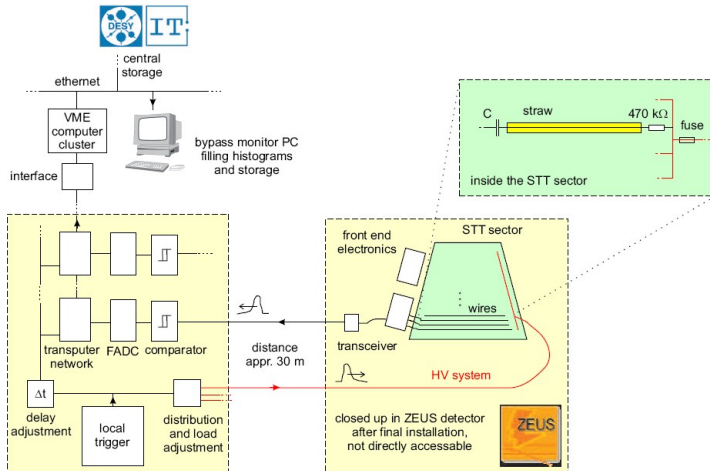 DESY
IT
central
storage
ethernet
VME
computer
cluster
bypass monitor PC
filling histograms
and storage
interface
C
straw
470 kΩ
fuse
inside the STT sector
front end
electronics
STT sector
wires
transceiver
transputer
network
FADC
comparator
distance
appr. 30 m
HV system
Δt
delay
adjustment
local
trigger
distribution
and load
adjustment
closed up in ZEUS detector
after final installation,
not directly accessable
ZEUS